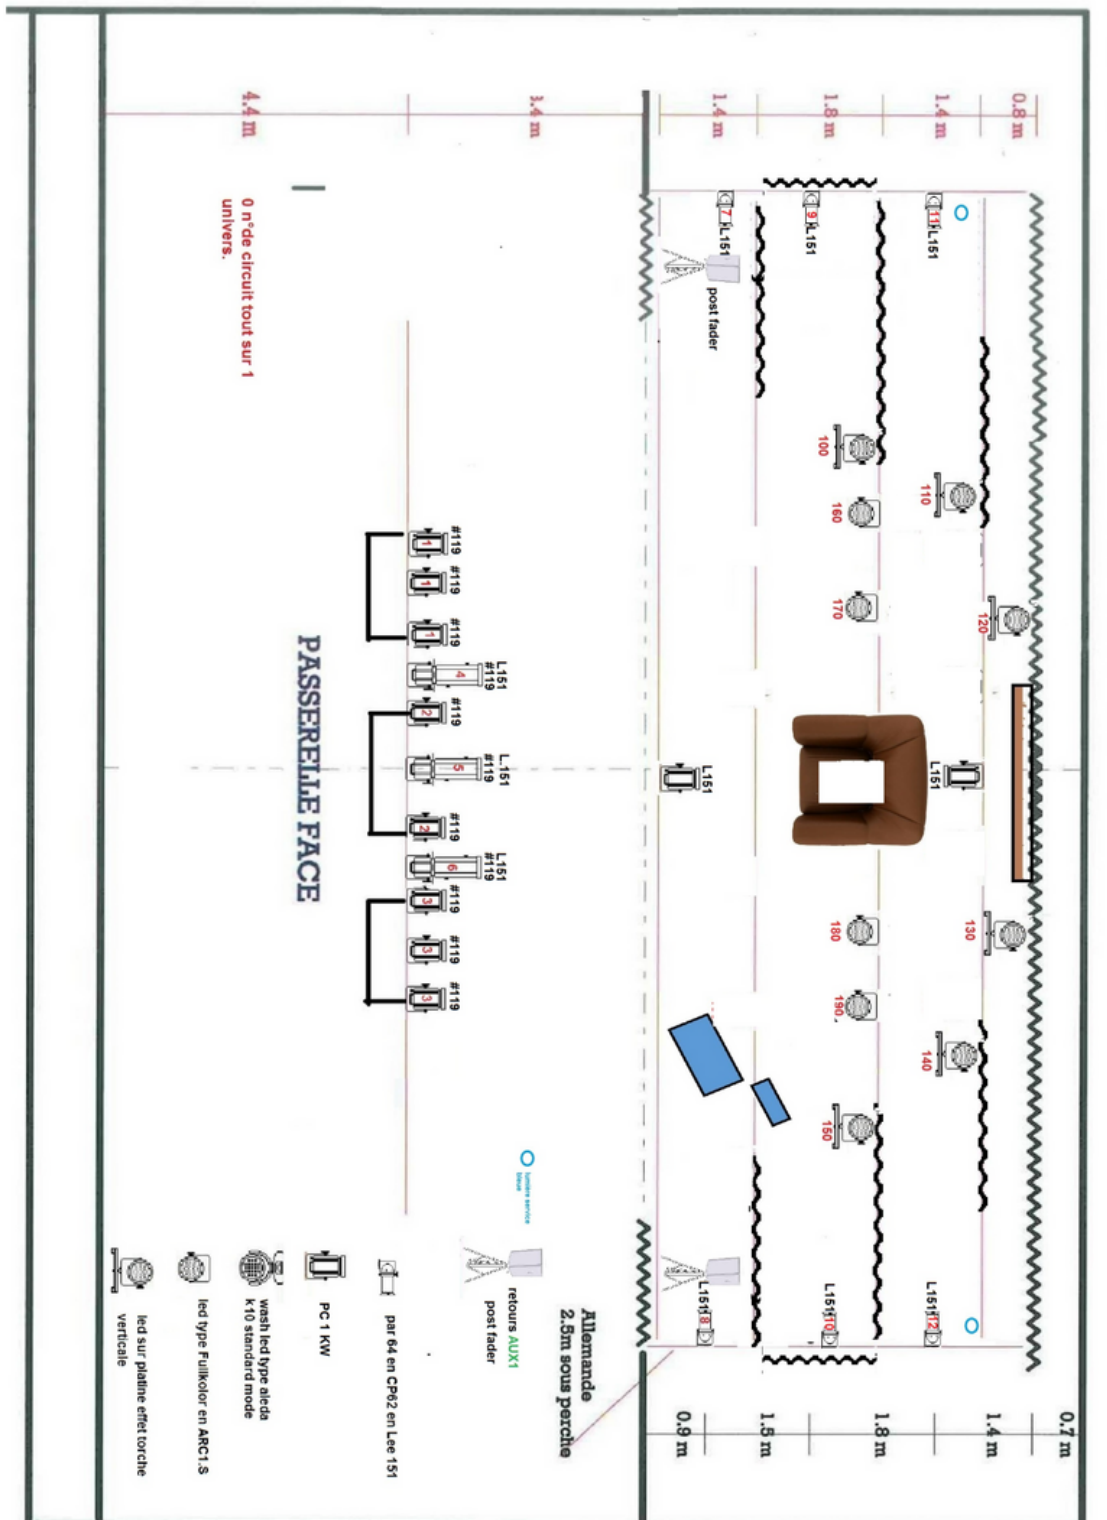 4.4 m
1.4 m
1.8 m
1.4 m
0.8 m
0 n°de circuit tout sur 1
univers.
7
L151
9
L151
11
L151
post fader
100
110
160
170
120
#119
1
#119
1
#119
1
L151
#119
4
#119
2
L.151
#119
5
#119
2
L151
#119
6
#119
3
#119
3
#119
3
PASSERELLE FACE
L151
L151
180
190
130
140
150
L151
8
L151
10
L151
12
lumière service
bleue
retours AUX1
post fader
Allemande
2.5m sous perche
par 64 en CP62 en Lee 151
PC 1 KW
wash led type aleda
k10 standard mode
led type Fullkolor en ARC1.S
led sur platine effet torche
verticale
0.9 m
1.5 m
1.8 m
1.4 m
0.7 m